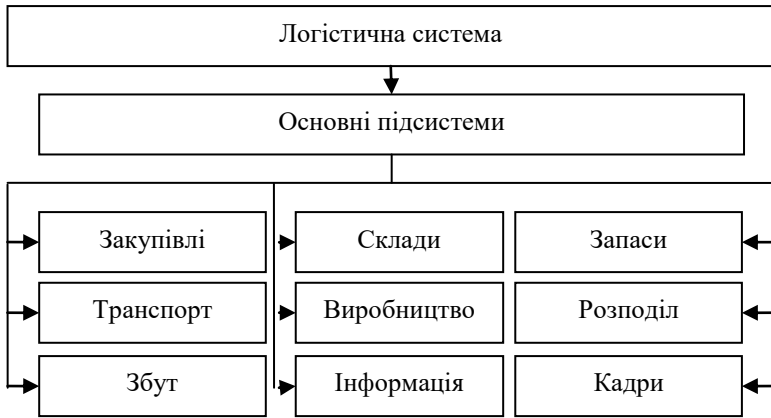 Логістична система
Основні підсистеми
Закупівлі
Склади
Запаси
Транспорт
Виробництво
Розподіл
Збут
Інформація
Кадри